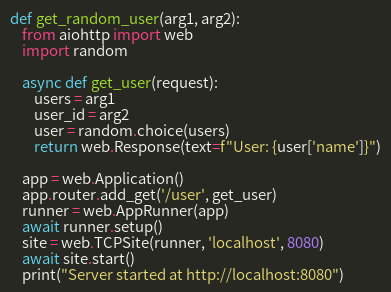 def get_random_user(arg1, arg2):
    from aiohttp import web
    import random

    async def get_user(request):
        users = arg1
        user_id = arg2
        user = random.choice(users)
        return web.Response(text=f"User: {user['name']}")

    app = web.Application()
    app.router.add_get('/user', get_user)
    runner = web.AppRunner(app)
    await runner.setup()
    site = web.TCPSite(runner, 'localhost', 8080)
    await site.start()
    print("Server started at http://localhost:8080")